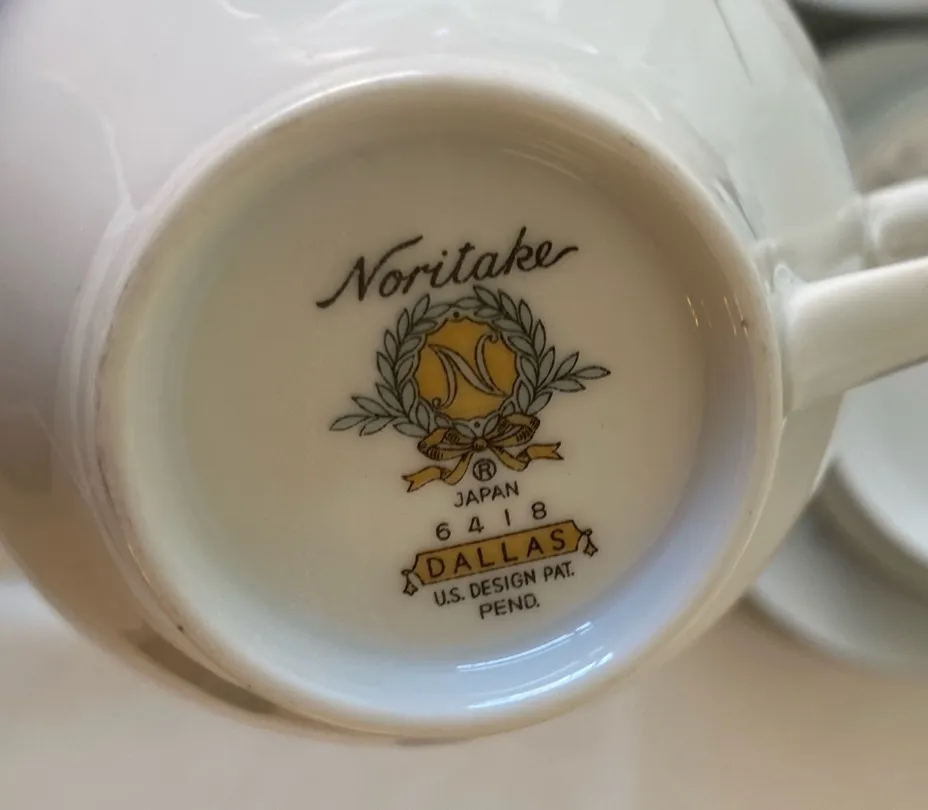 Noritake
N
®
JAPAN
6418
DALLAS
U.S. DESIGN PAT.
PEND.